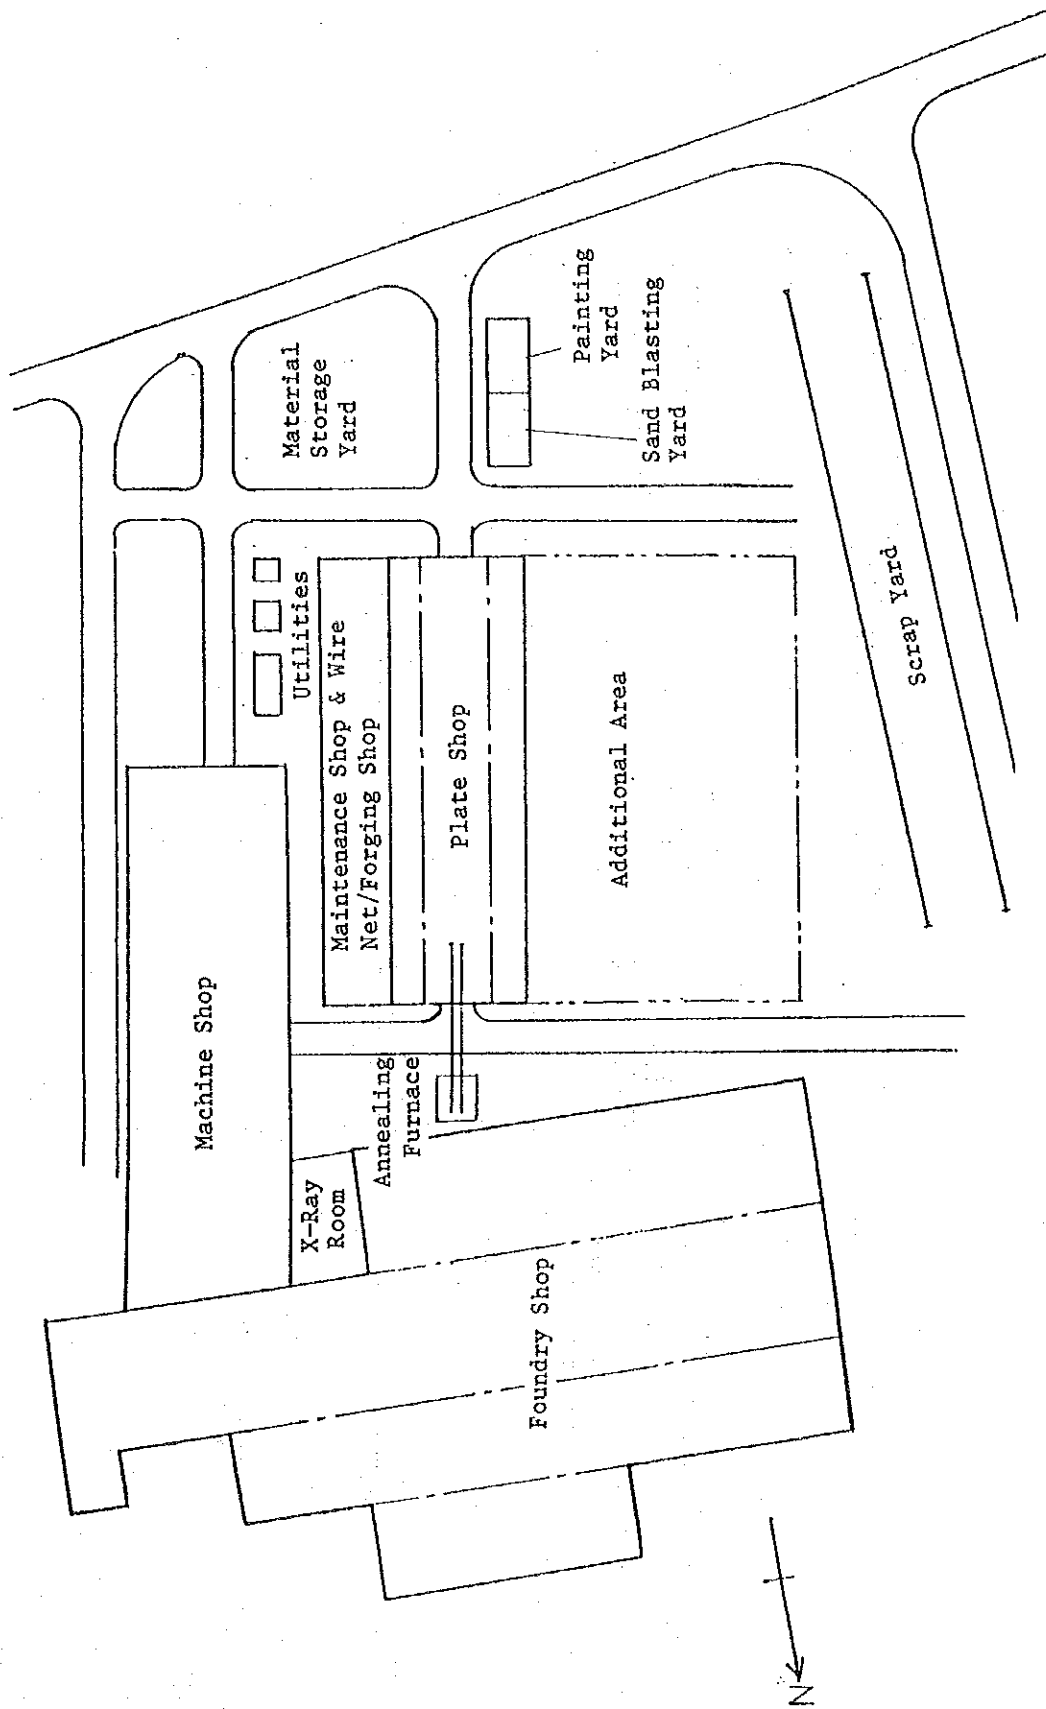 Material
Storage
Yard
Painting
Yard
Sand Blasting
Yard
Utilities
Maintenance Shop & Wire
Net/Forging Shop
Plate Shop
Additional Area
Scrap Yard
Machine Shop
Annealing
Furnace
X-Ray
Room
Foundry Shop
N